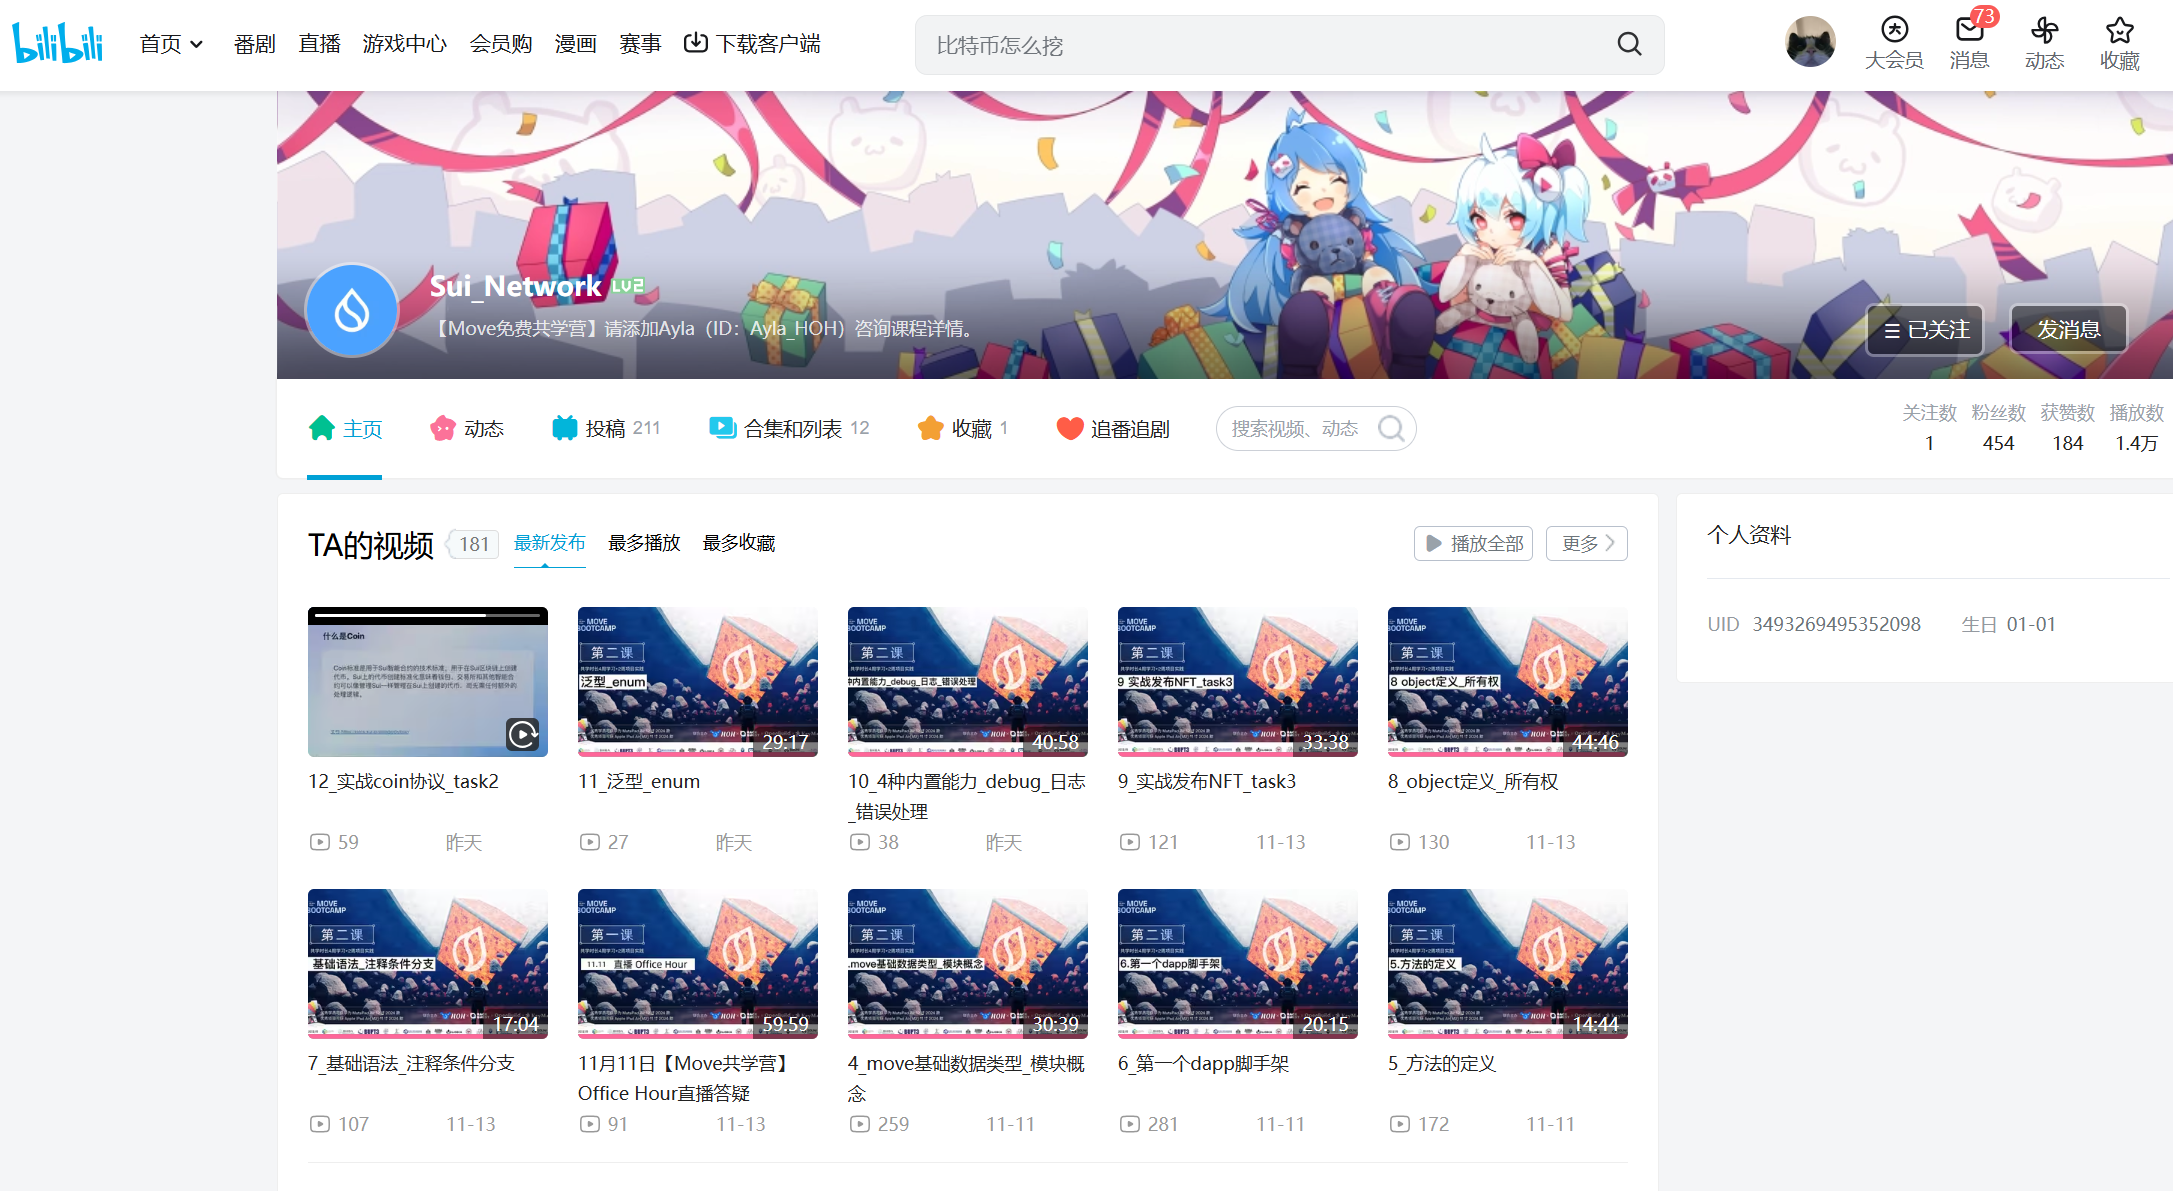 bilibili 首页 番剧 直播 游戏中心 会员购 漫画 赛事 下载客户端 比特币怎么挖 大会员 消息 73 动态 收藏
Sui_Network LV2
【Move免费共学营】请添加Ayla（ID：Ayla_HOH）咨询课程详情。
已关注 发消息
主页 动态 投稿 211 合集和列表 12 收藏 1 追番追剧 搜索视频、动态
关注数 粉丝数 获赞数 播放数
1 454 184 1.4万
TA的视频 181 最新发布 最多播放 最多收藏 播放全部 更多
个人资料
UID 3493269495352098 生日 01-01
什么是Coin
MOVE
BOOTCAMP
第二课
泛型_enum
29:17
MOVE
BOOTCAMP
第二课
种内置能力_debug_日志_错误处理
40:58
MOVE
BOOTCAMP
第二课
9 实战发布NFT_task3
33:38
MOVE
BOOTCAMP
第二课
8 object定义_所有权
44:46
12_实战coin协议_task2
59 昨天
11_泛型_enum
27 昨天
10_4种内置能力_debug_日志
_错误处理
38 昨天
9_实战发布NFT_task3
121 11-13
8_object定义_所有权
130 11-13
MOVE
BOOTCAMP
第二课
基础语法_注释条件分支
17:04
MOVE
BOOTCAMP
第一课
11.11 直播 Office Hour
59:59
MOVE
BOOTCAMP
第二课
.move基础数据类型_模块概念
30:39
MOVE
BOOTCAMP
第二课
6.第一个dapp脚手架
20:15
MOVE
BOOTCAMP
第二课
5.方法的定义
14:44
7_基础语法_注释条件分支
107 11-13
11月11日【Move共学营】
Office Hour直播答疑
91 11-13
4_move基础数据类型_模块概
念
259 11-11
6_第一个dapp脚手架
281 11-11
5_方法的定义
172 11-11